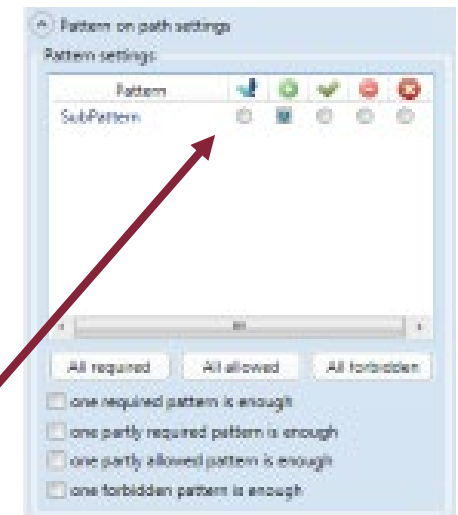 Pattern on path settings
Pattern settings
Pattern
SubPattern
All required All allowed All forbidden
one required pattern is enough
one partly required pattern is enough
one partly allowed pattern is enough
one forbidden pattern is enough